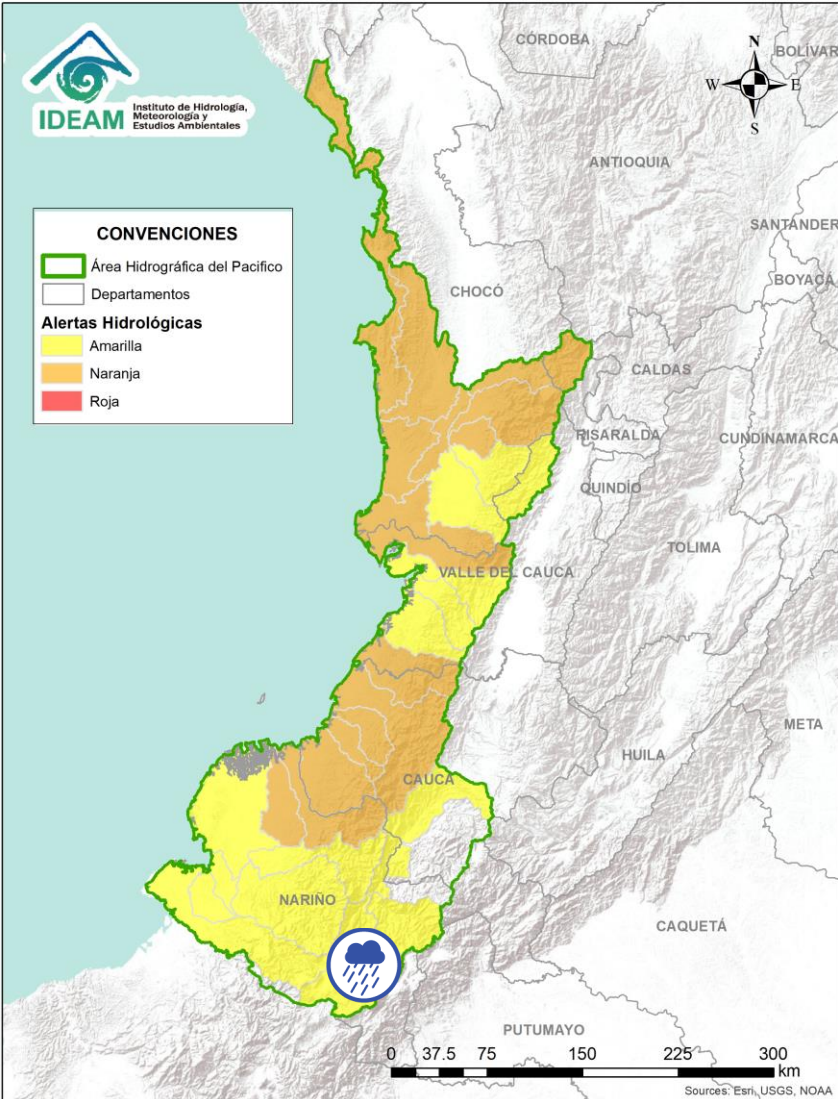 IDEAM
Instituto de Hidrología,
Meteorología y
Estudios Ambientales
N
W
E
S
CÓRDOBA
BOLÍVAR
ANTIOQUIA
SANTANDER
BOYACÁ
CHOCÓ
CALDAS
RISARALDA
CUNDINAMARCA
QUINDÍO
TOLIMA
VALLE DEL CAUCA
META
HUILA
CAUCA
NARIÑO
CAQUETÁ
PUTUMAYO
CONVENCIONES
Área Hidrográfica del Pacifico
Departamentos
Alertas Hidrológicas
Amarilla
Naranja
Roja
0 37.5 75 150 225 300
km
Sources: Esri, USGS, NOAA